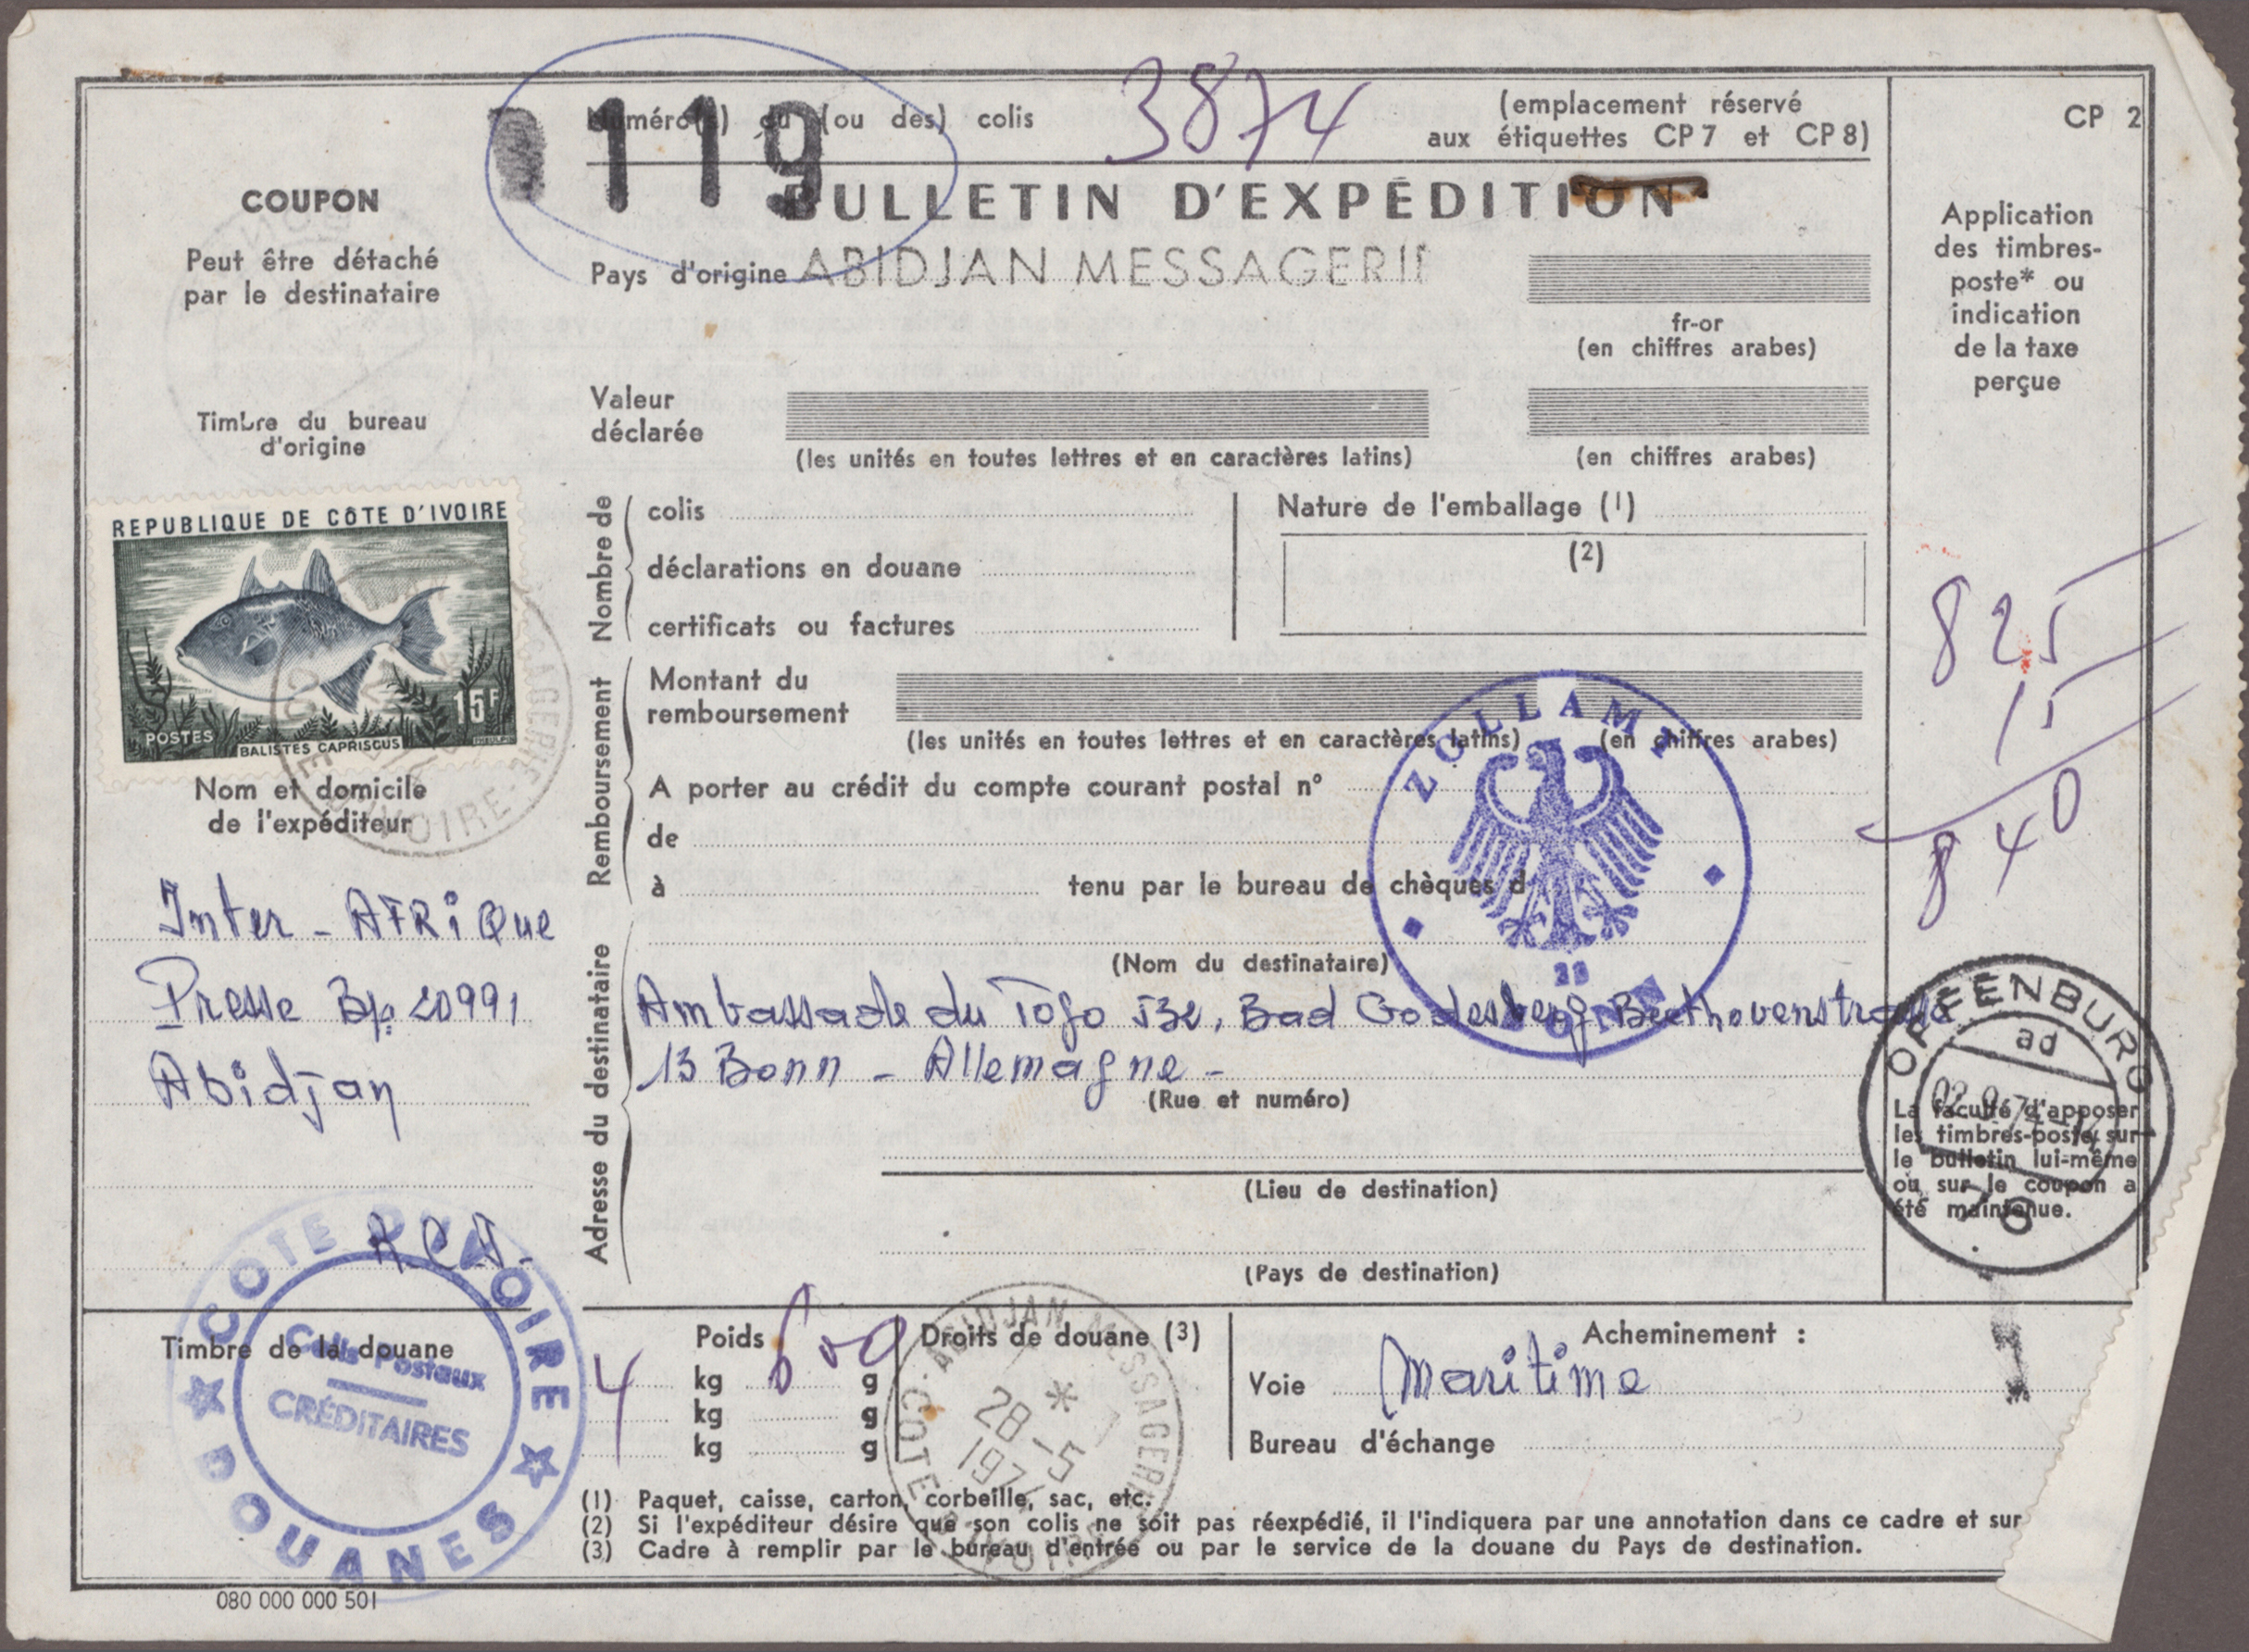 119
Numéro(s) du (ou des) colis
3874
(emplacement réservé
aux étiquettes CP 7 et CP 8)
CP 2
BULLETIN D'EXPÉDITION
Pays d'origine ABIDJAN MESSAGERIE
fr-or
(en chiffres arabes)
Valeur
déclarée
(les unités en toutes lettres et en caractères latins)
(en chiffres arabes)
COUPON
Peut être détaché
par le destinataire
Timbre du bureau
d'origine
REPUBLIQUE DE CÔTE D'IVOIRE
15F
POSTES
BALISTES CAPRISCUS
Nom et domicile
de l'expéditeur
Inter - AFRiQue
Presse Bp 20991
Abidjan
RCI-
Nombre de
colis
déclarations en douane
certificats ou factures
Nature de l'emballage (1)
(2)
Remboursement
Montant du
remboursement
(les unités en toutes lettres et en caractères latins)
(en chiffres arabes)
A porter au crédit du compte courant postal n°
de
à
tenu par le bureau de chèques d
ZOLLAMT
33
BONN
Adresse du destinataire
(Nom du destinataire)
Ambassade du Togo 532, Bad Godesberg Beethovenstrasse
13 Bonn - Allemagne -
(Rue et numéro)
(Lieu de destination)
(Pays de destination)
Application
des timbres-
poste* ou
indication
de la taxe
perçue
825
15
840
OFFENBURG
ad
La faculté d'apposer
les timbres-poste sur
le bulletin lui-même
ou sur le coupon a
été maintenue.
Timbre de la douane
COTE D'IVOIRE
Colis Postaux
CRÉDITAIRES
DOUANES
Poids
4 kg 600 g
kg g
kg g
Droits de douane (3)
ABIDJAN MESSAGERIE
28-5
COTE D'IVOIRE
Acheminement :
Voie Maritime
Bureau d'échange
(1) Paquet, caisse, carton, corbeille, sac, etc.
(2) Si l'expéditeur désire que son colis ne soit pas réexpédié, il l'indiquera par une annotation dans ce cadre et sur
(3) Cadre à remplir par le bureau d'entrée ou par le service de la douane du Pays de destination.
080 000 000 501